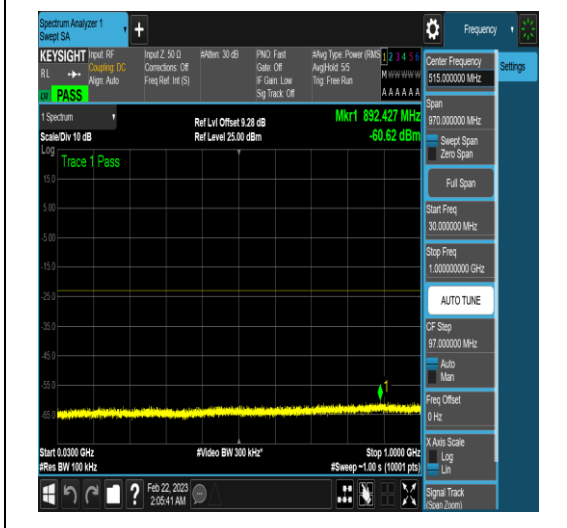 Spectrum Analyzer 1
Swept SA
+
Frequency
KEYSIGHT
RL
PASS
Input: RF
Coupling: DC
Align: Auto
Input Z: 50 Ω
Corrections: Off
Freq Ref: Int (S)
#Atten: 30 dB
PNO: Fast
Gate: Off
IF Gain: Low
Sig Track: Off
#Avg Type: Power (RMS
Avg|Hold: 5/5
Trig: Free Run
1 2 3 4 5 6
M W W W W W
A A A A A A
1 Spectrum
Scale/Div 10 dB
Ref Lvl Offset 9.28 dB
Ref Level 25.00 dBm
Mkr1 892.427 MHz
-60.62 dBm
Log
Trace 1 Pass
15.0
5.00
-5.00
-15.0
-25.0
-35.0
-45.0
-55.0
-65.0
1
Start 0.0300 GHz
#Res BW 100 kHz
#Video BW 300 kHz*
Stop 1.0000 GHz
#Sweep ~1.00 s (10001 pts)
Center Frequency
515.000000 MHz
Settings
Span
970.000000 MHz
Swept Span
Zero Span
Full Span
Start Freq
30.000000 MHz
Stop Freq
1.000000000 GHz
AUTO TUNE
CF Step
97.000000 MHz
Auto
Man
Freq Offset
0 Hz
X Axis Scale
Log
Lin
Signal Track
(Span Zoom)
?
Feb 22, 2023
2:05:41 AM